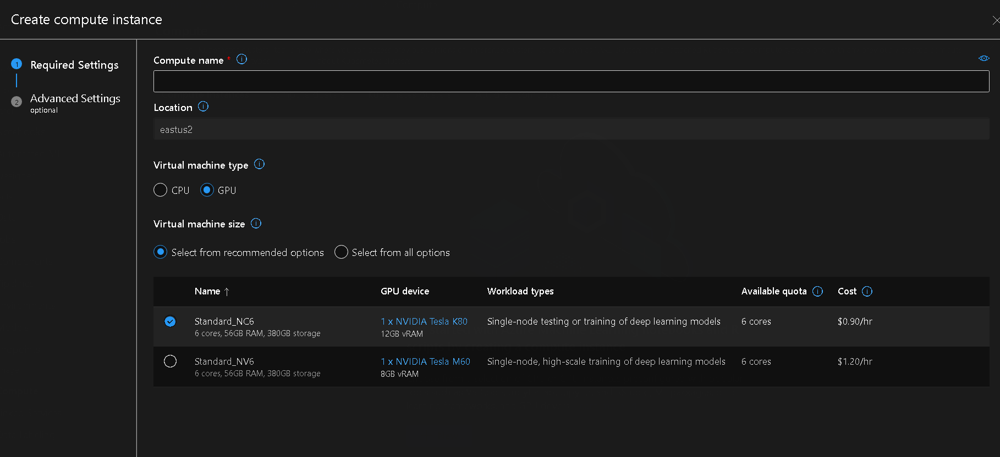 Create compute instance
1 Required Settings
2 Advanced Settings
optional
Compute name *
Location
eastus2
Virtual machine type
CPU GPU
Virtual machine size
Select from recommended options Select from all options
Name ↑ GPU device Workload types Available quota Cost
Standard_NC6 1 x NVIDIA Tesla K80 Single-node testing or training of deep learning models 6 cores $0.90/hr
6 cores, 56GB RAM, 380GB storage 12GB vRAM
Standard_NV6 1 x NVIDIA Tesla M60 Single-node, high-scale training of deep learning models 6 cores $1.20/hr
6 cores, 56GB RAM, 380GB storage 8GB vRAM